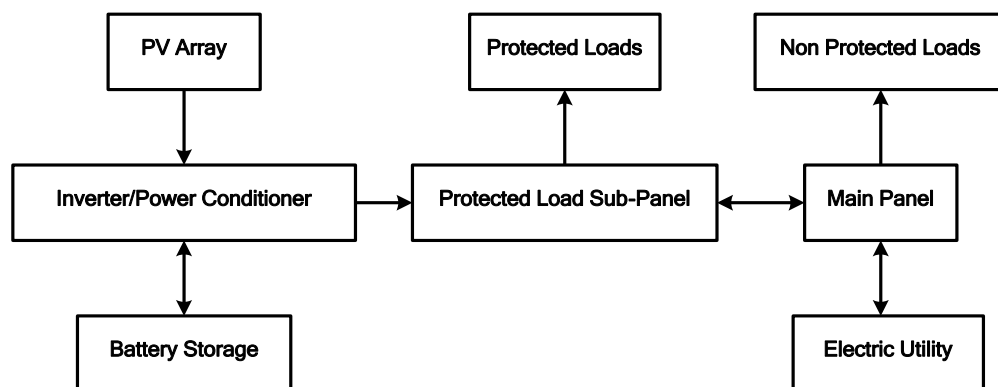 PV Array
Protected Loads
Non Protected Loads
Inverter/Power Conditioner
Protected Load Sub-Panel
Main Panel
Battery Storage
Electric Utility